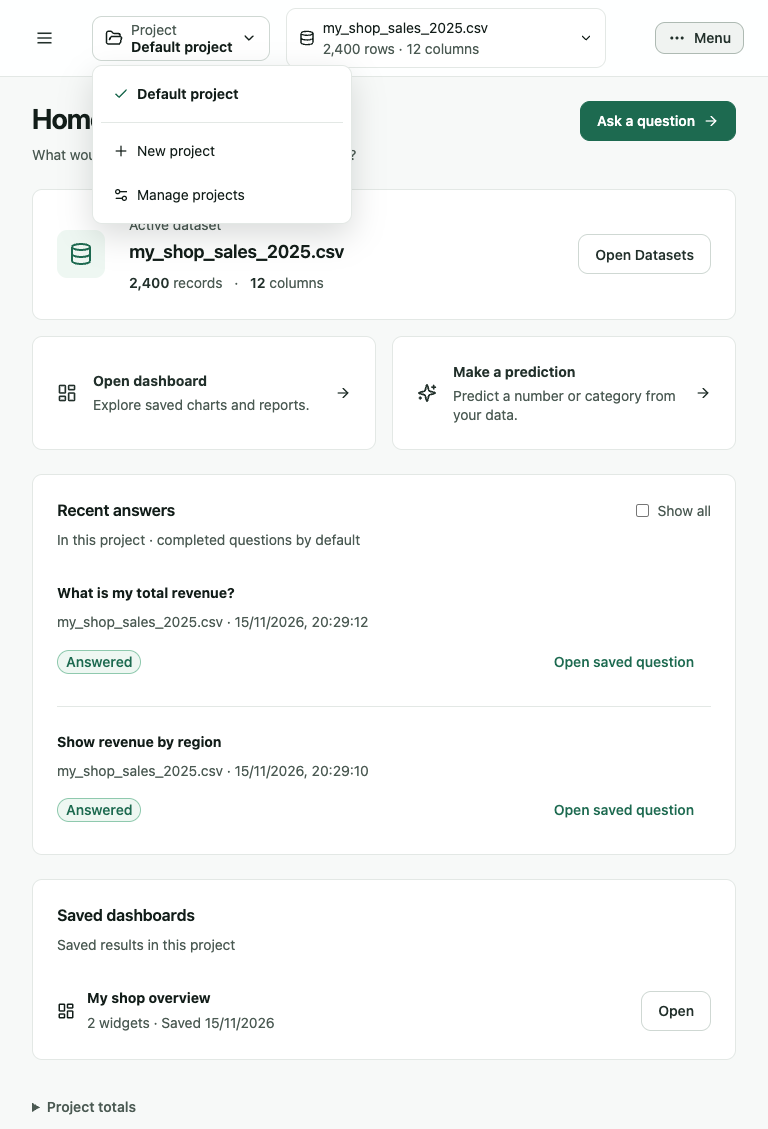 Project
Default project
my_shop_sales_2025.csv
2,400 rows · 12 columns
Menu
Default project
New project
Manage projects
Ask a question
What
?
Active dataset
my_shop_sales_2025.csv
2,400 records · 12 columns
Open Datasets
Open dashboard
Explore saved charts and reports.
Make a prediction
Predict a number or category from
your data.
Recent answers
Show all
In this project · completed questions by default
What is my total revenue?
my_shop_sales_2025.csv · 15/11/2026, 20:29:12
Answered
Open saved question
Show revenue by region
my_shop_sales_2025.csv · 15/11/2026, 20:29:10
Answered
Open saved question
Saved dashboards
Saved results in this project
My shop overview
2 widgets · Saved 15/11/2026
Open
Project totals